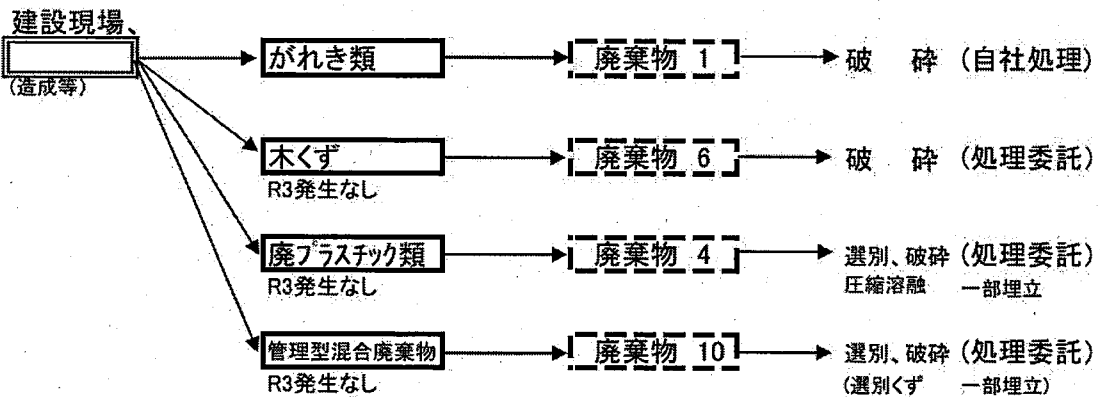 建設現場、
(造成等)
がれき類 廃棄物 1 破 砕 (自社処理)
木くず 廃棄物 6 破 砕 (処理委託)
R3発生なし
廃プラスチック類 廃棄物 4 選別、破砕 (処理委託)
R3発生なし 圧縮溶融 一部埋立
管理型混合廃棄物 廃棄物 10 選別、破砕 (処理委託)
R3発生なし (選別くず 一部埋立)